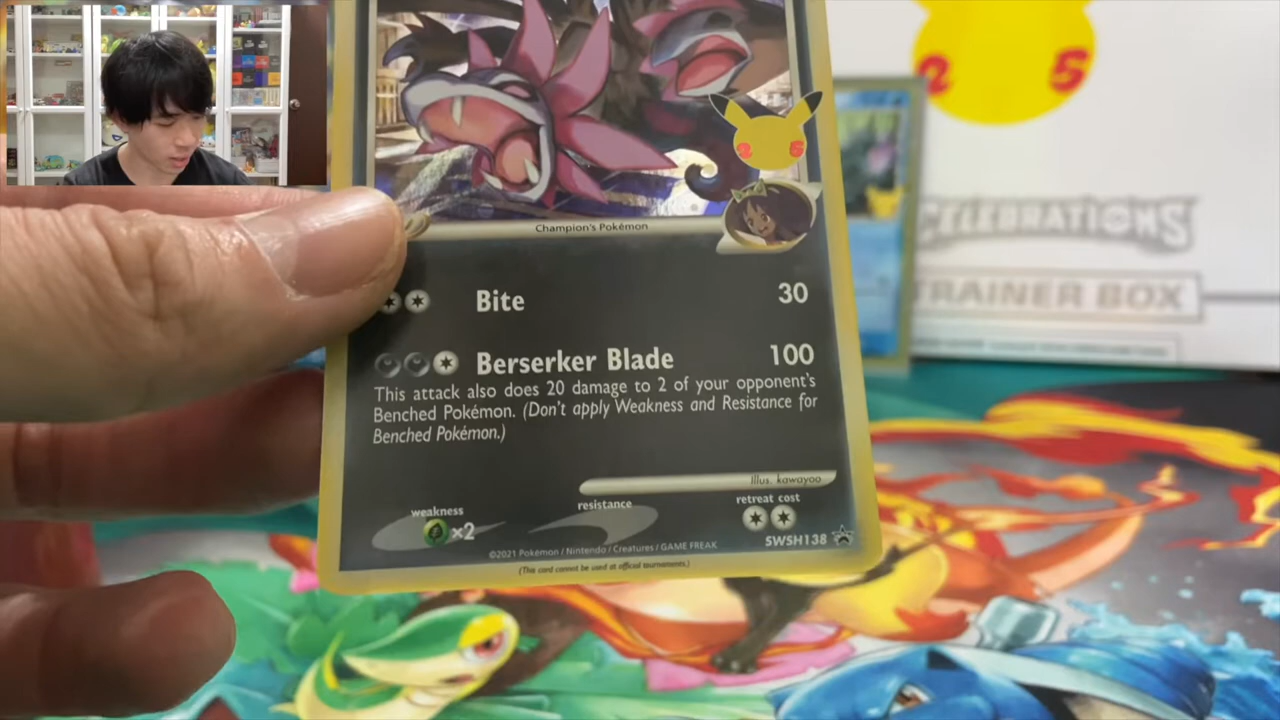 25
Champion's Pokémon
Bite 30
Berserker Blade 100
This attack also does 20 damage to 2 of your opponent's
Benched Pokémon. (Don't apply Weakness and Resistance for
Benched Pokémon.)
Illus. kawayoo
weakness resistance retreat cost
×2
SWSH138
©2021 Pokémon / Nintendo / Creatures / GAME FREAK
(This card cannot be used at official tournaments.)
25
CELEBRATIONS
TRAINER BOX